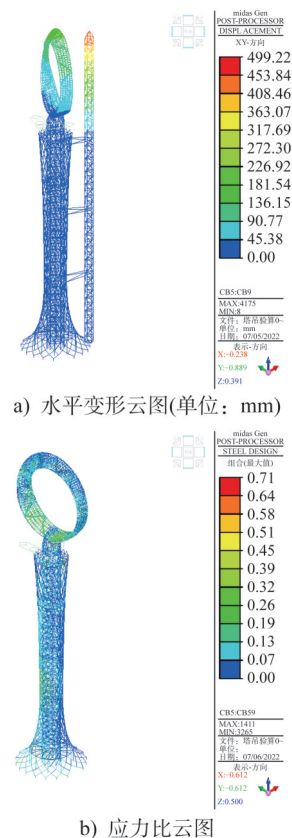 midas Gen
POST-PROCESSOR
DISPLACEMENT
XY-方向
499.22
453.84
408.46
363.07
317.69
272.30
226.92
181.54
136.15
90.77
45.38
0.00
CB5:CB9
MAX:4175
MIN:8
文件：塔吊验算0~
单位：mm
日期：07/05/2022
表示-方向
X:-0.238
Y:-0.889
Z:0.391
a) 水平变形云图(单位：mm)
midas Gen
POST-PROCESSOR
STEEL DESIGN
组合(最大值)
0.71
0.64
0.58
0.51
0.45
0.39
0.32
0.26
0.19
0.13
0.07
0.00
CB5:CB59
MAX:1411
MIN:3265
文件：塔吊验算0~
单位：
日期：07/06/2022
表示-方向
X:-0.612
Y:-0.612
Z:0.500
b) 应力比云图